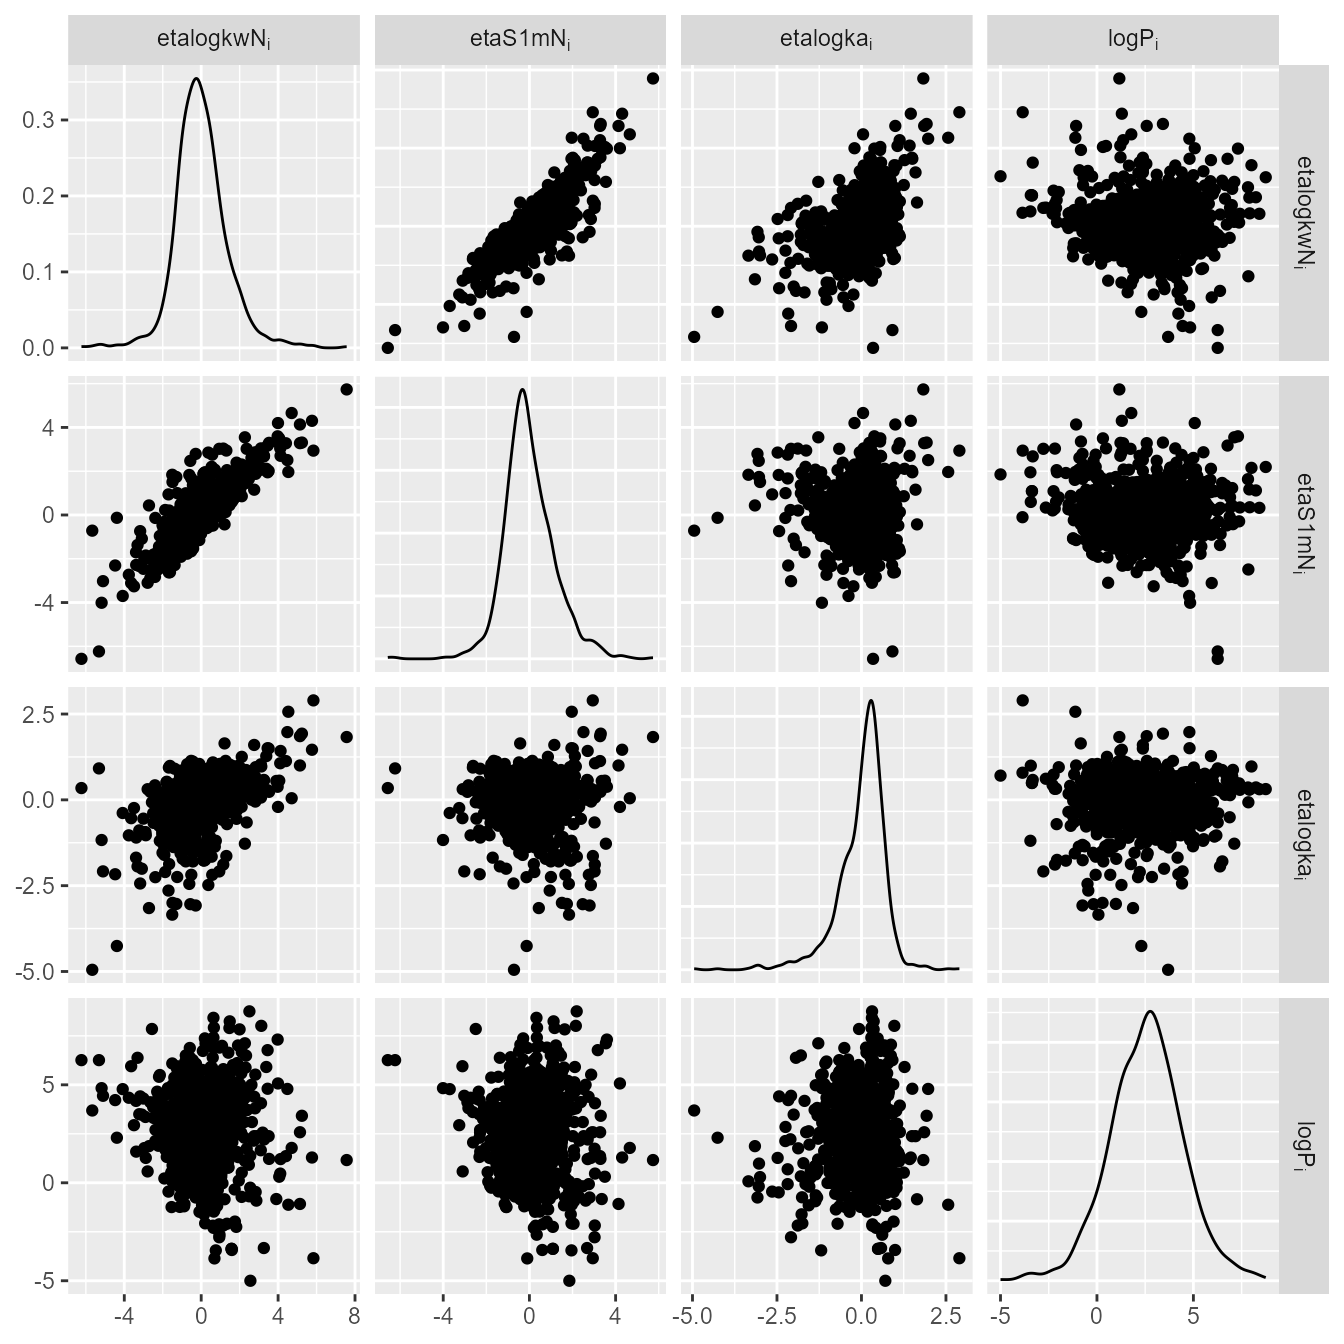 etalogkwNᵢ etaS1mNᵢ etalogkaᵢ logPᵢ
0.3
0.2
0.1
0.0
etalogkwNᵢ
4
0
-4
etaS1mNᵢ
2.5
0.0
-2.5
-5.0
etalogkaᵢ
5
0
-5
logPᵢ
-4 0 4 8 -4 0 4 -5.0 -2.5 0.0 2.5 0 5